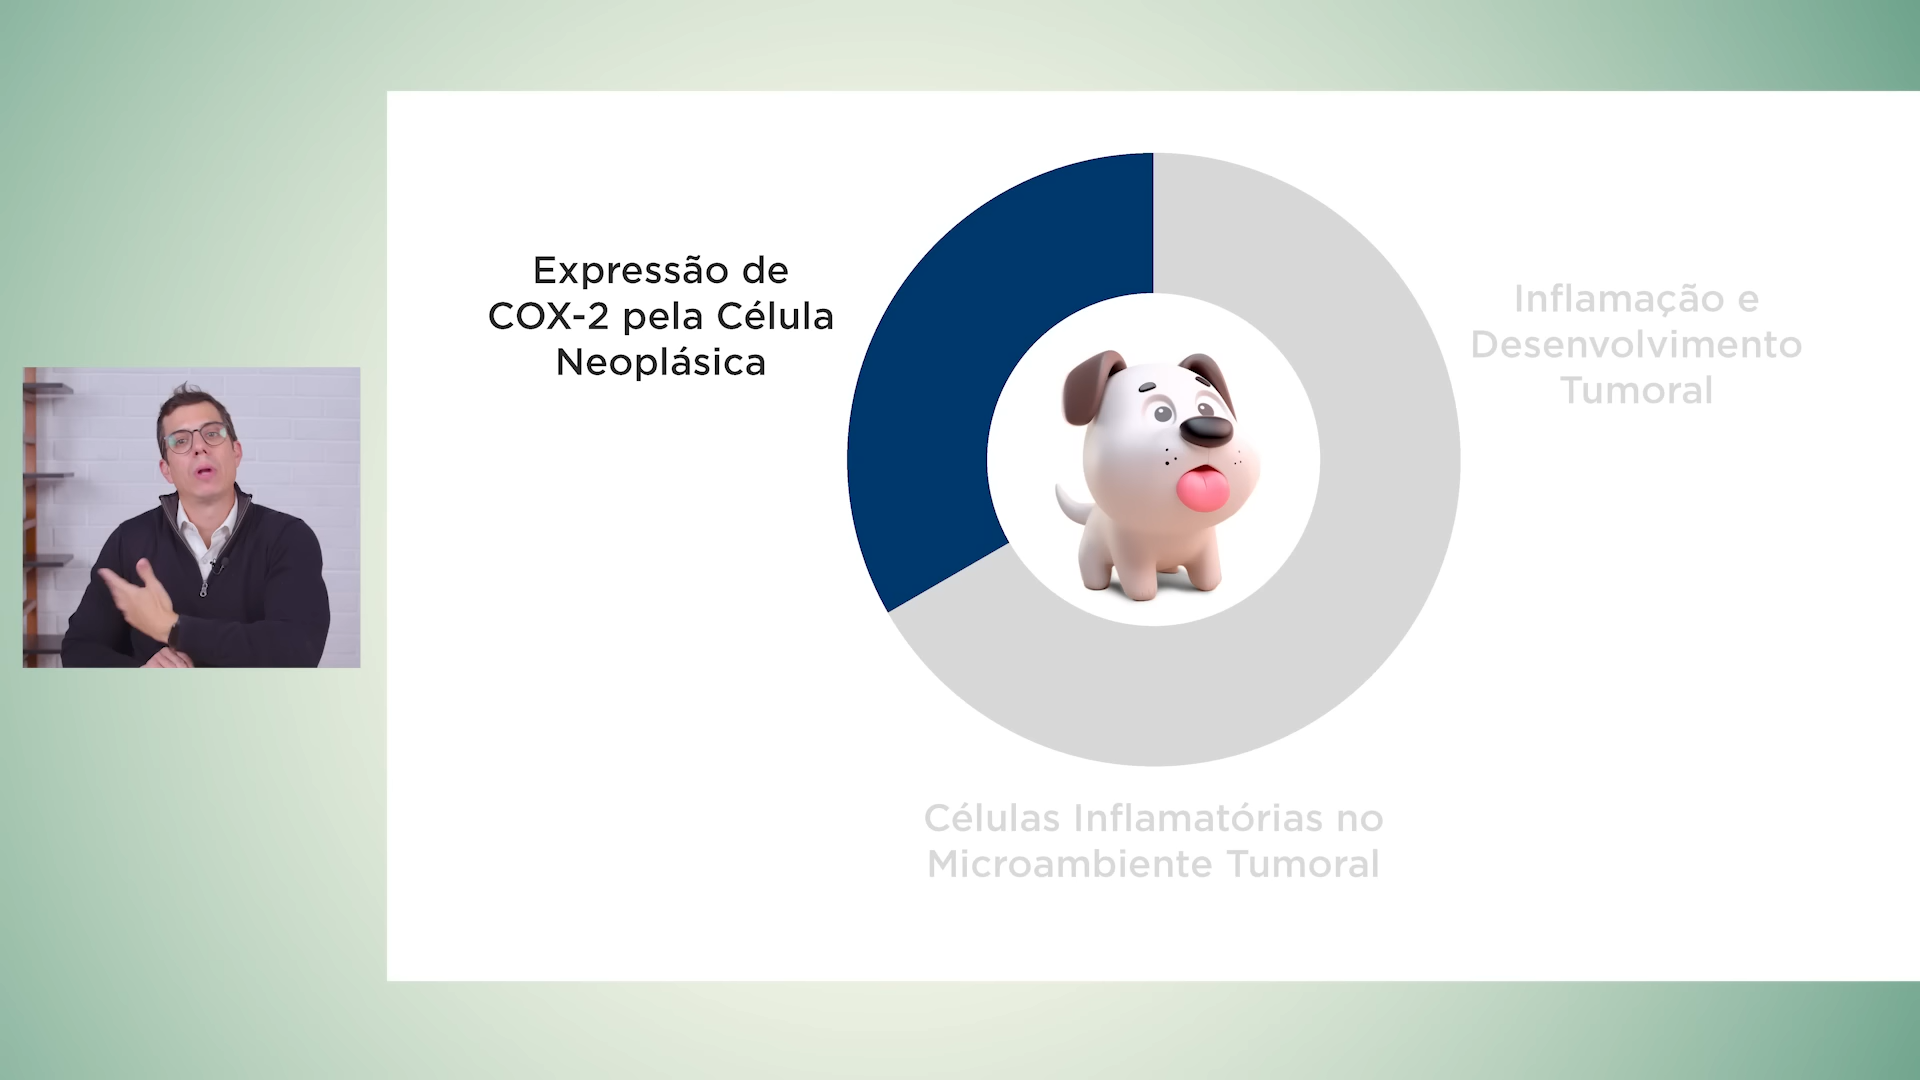 Expressão de
COX-2 pela Célula
Neoplásica
Inflamação e
Desenvolvimento
Tumoral
Células Inflamatórias no
Microambiente Tumoral